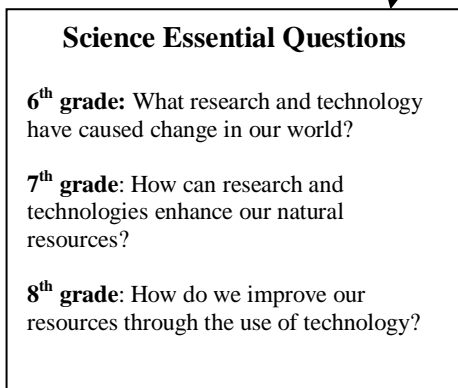 Science Essential Questions
6th grade: What research and technology
have caused change in our world?
7th grade: How can research and
technologies enhance our natural
resources?
8th grade: How do we improve our
resources through the use of technology?